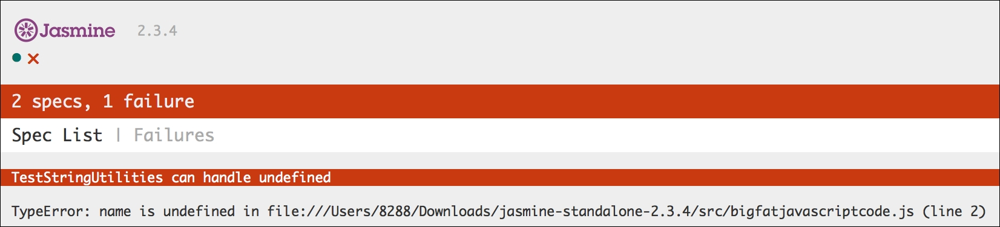 Jasmine 2.3.4
2 specs, 1 failure
Spec List | Failures
TestStringUtilities can handle undefined
TypeError: name is undefined in file:///Users/8288/Downloads/jasmine-standalone-2.3.4/src/bigfatjavascriptcode.js (line 2)